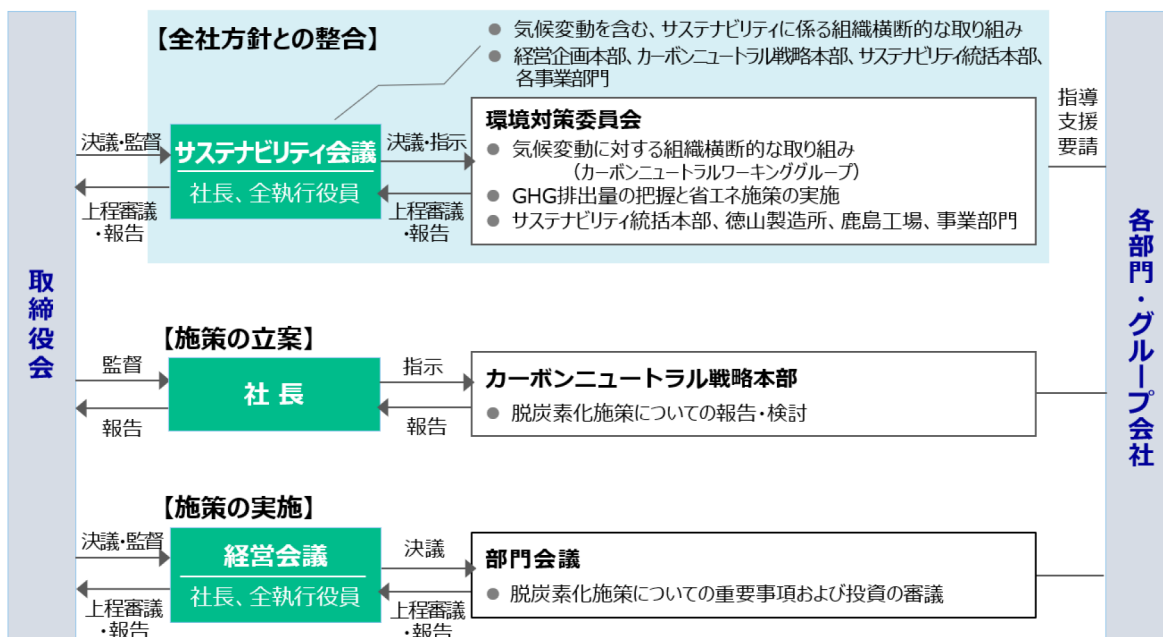 【全社方針との整合】
● 気候変動を含む、サステナビリティに係る組織横断的な取り組み
● 経営企画本部、カーボンニュートラル戦略本部、サステナビリティ統括本部、
各事業部門
取締役会
決議・監督
上程審議
・報告
サステナビリティ会議
社長、全執行役員
決議・指示
上程審議
・報告
環境対策委員会
● 気候変動に対する組織横断的な取り組み
(カーボンニュートラルワーキンググループ)
● GHG排出量の把握と省エネ施策の実施
● サステナビリティ統括本部、徳山製造所、鹿島工場、事業部門
指導
支援
要請
各部門・グループ会社
【施策の立案】
監督
報告
社長
指示
報告
カーボンニュートラル戦略本部
● 脱炭素化施策についての報告・検討
【施策の実施】
決議・監督
上程審議
・報告
経営会議
社長、全執行役員
決議
上程審議
・報告
部門会議
● 脱炭素化施策についての重要事項および投資の審議